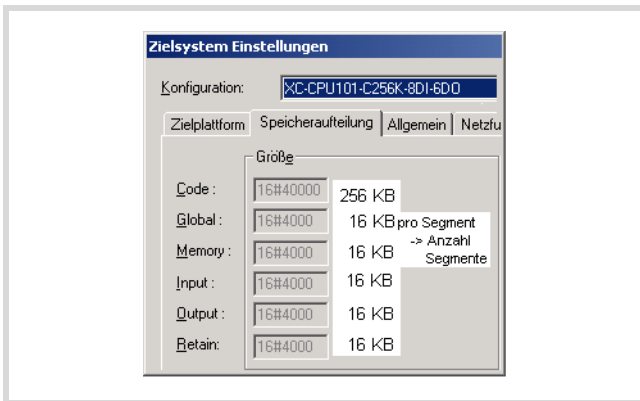 Zielsystem Einstellungen
Konfiguration: XC-CPU101-C256K-8DI-6DO
Zielplattform Speicheraufteilung Allgemein Netzfu
Größe
Code : 16#40000 256 KB
Global : 16#4000 16 KB pro Segment
-> Anzahl
Memory : 16#4000 16 KB Segmente
Input : 16#4000 16 KB
Output : 16#4000 16 KB
Retain: 16#4000 16 KB